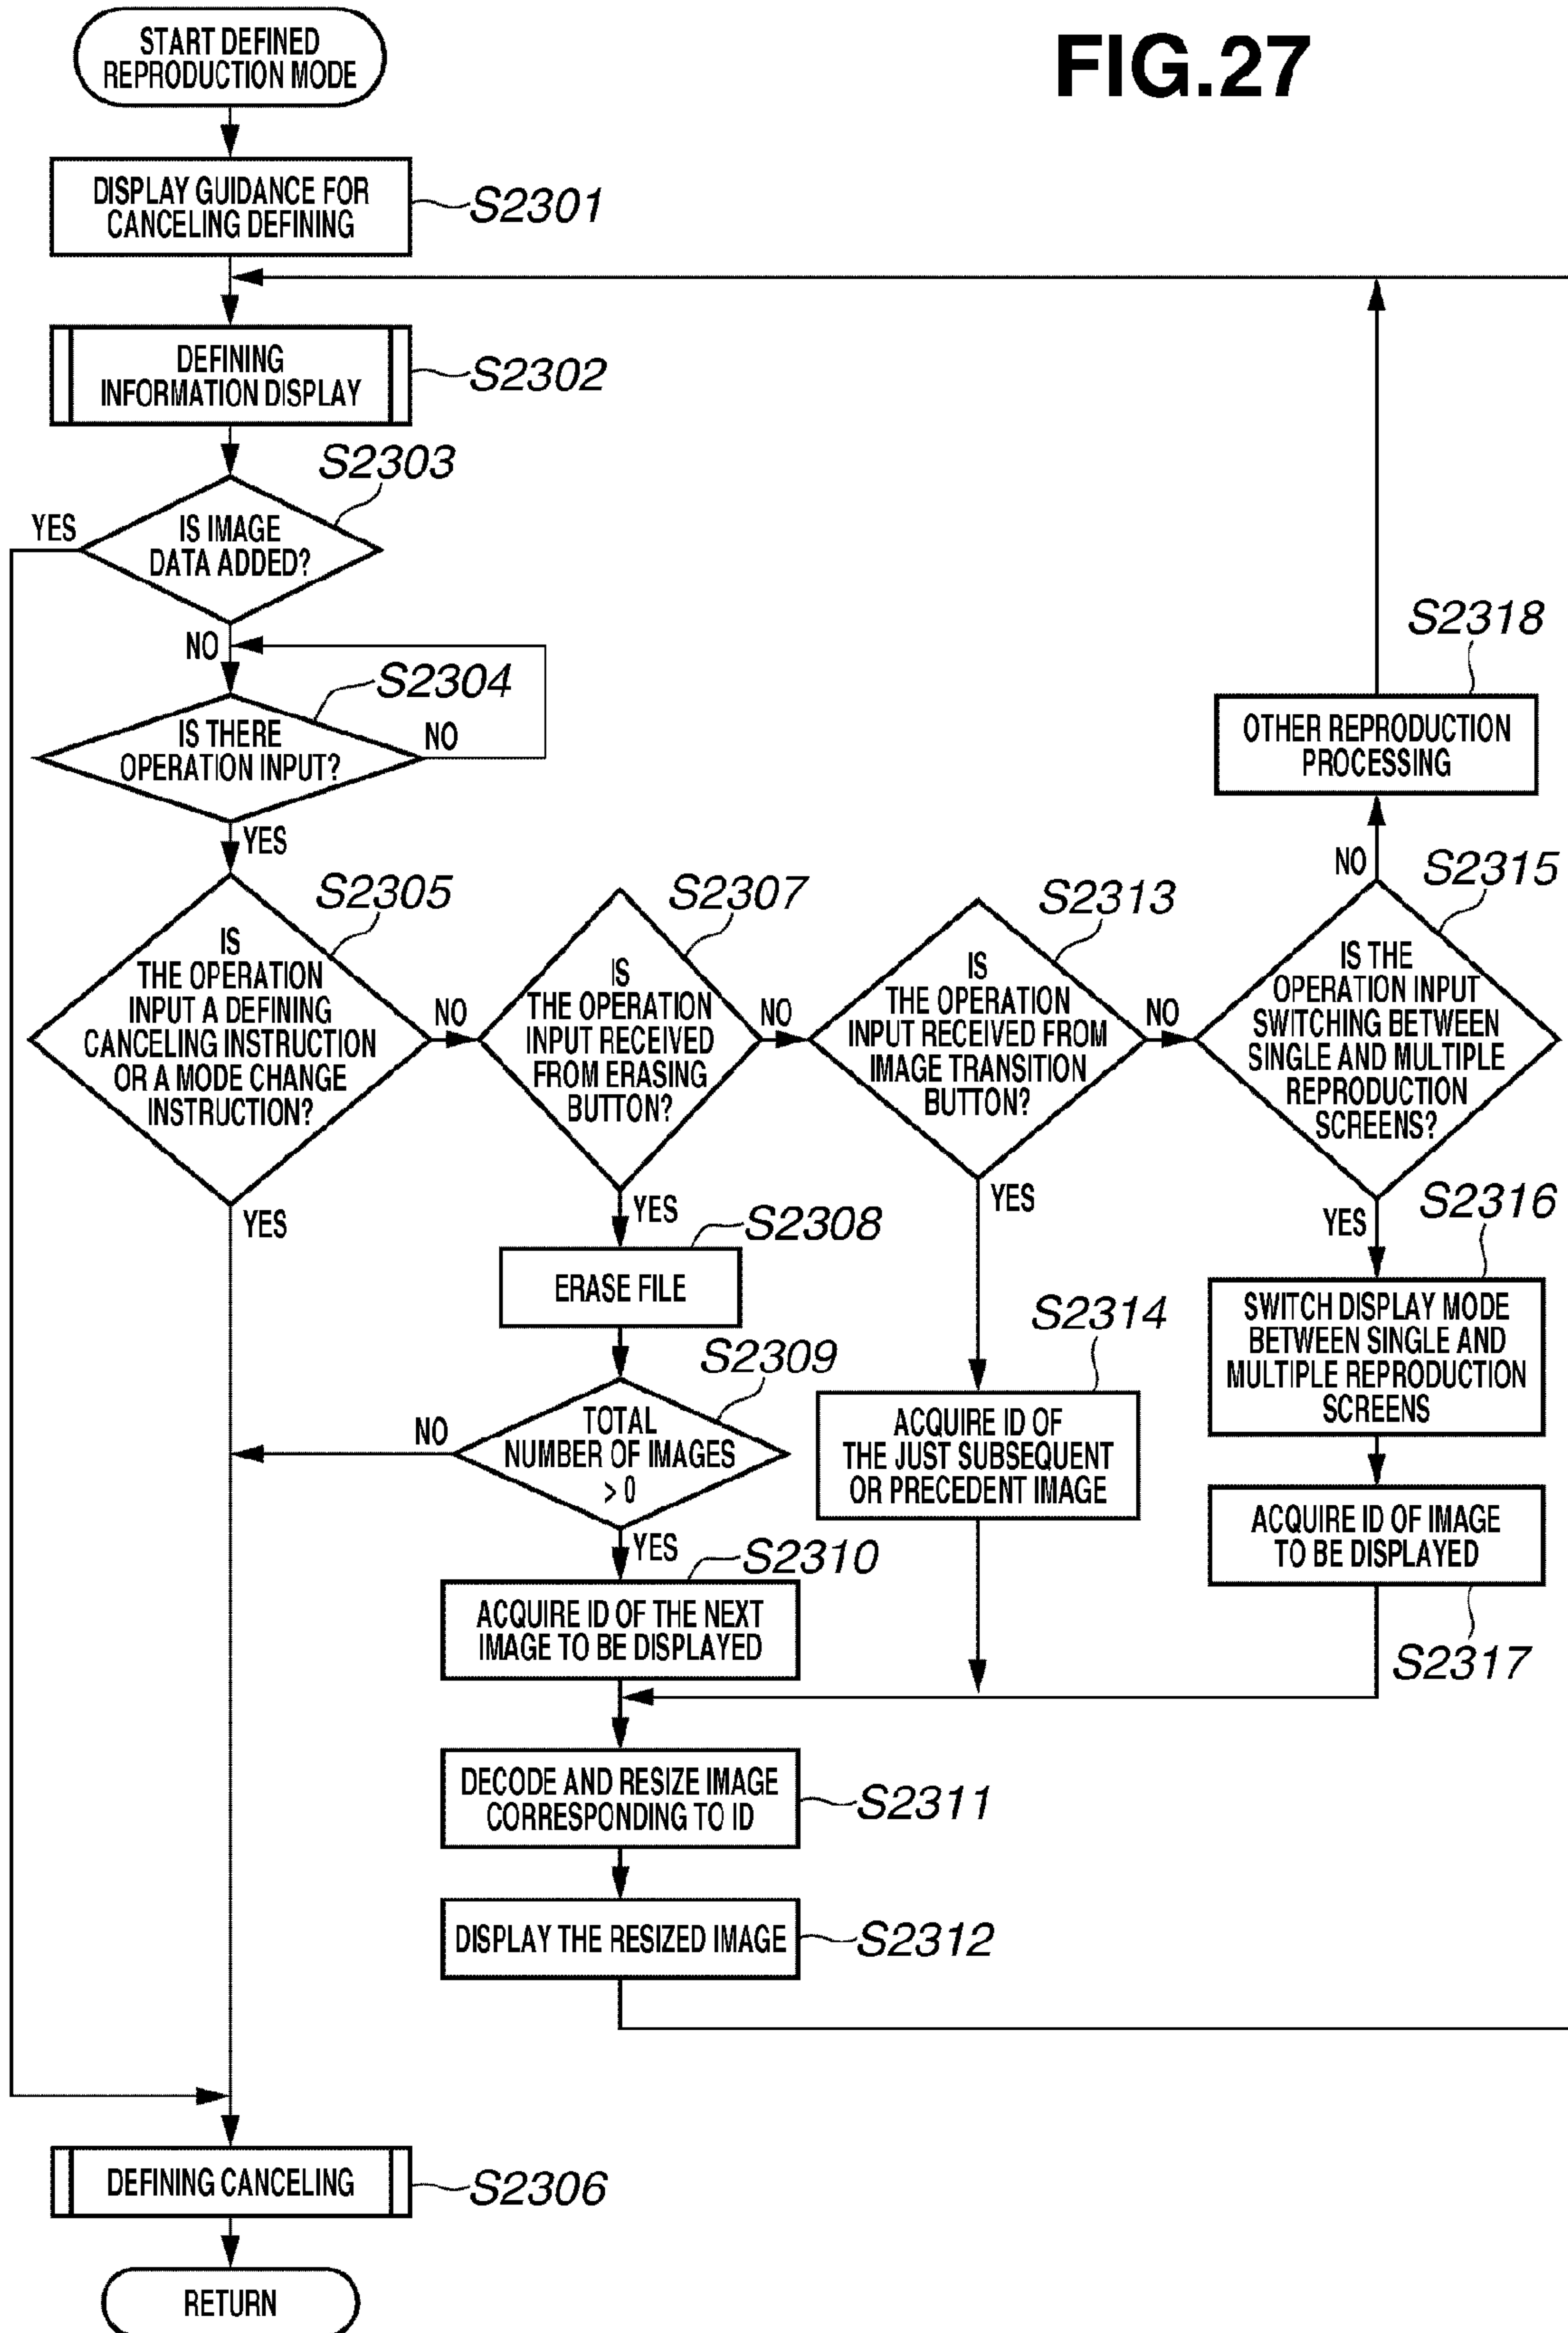 FIG.27
START DEFINED
REPRODUCTION MODE
DISPLAY GUIDANCE FOR
CANCELING DEFINING
S2301
DEFINING
INFORMATION DISPLAY
S2302
S2303
YES
IS IMAGE
DATA ADDED?
NO
S2304
IS THERE
OPERATION INPUT?
NO
YES
S2305
IS
THE OPERATION
INPUT A DEFINING
CANCELING INSTRUCTION
OR A MODE CHANGE
INSTRUCTION?
NO
YES
S2307
IS
THE OPERATION
INPUT RECEIVED
FROM ERASING
BUTTON?
NO
YES
S2308
ERASE FILE
S2309
TOTAL
NUMBER OF IMAGES
> 0
NO
YES
S2310
ACQUIRE ID OF THE NEXT
IMAGE TO BE DISPLAYED
DECODE AND RESIZE IMAGE
CORRESPONDING TO ID
S2311
DISPLAY THE RESIZED IMAGE
S2312
S2313
IS
THE OPERATION
INPUT RECEIVED FROM
IMAGE TRANSITION
BUTTON?
NO
YES
S2314
ACQUIRE ID OF
THE JUST SUBSEQUENT
OR PRECEDENT IMAGE
S2318
OTHER REPRODUCTION
PROCESSING
NO
S2315
IS THE
OPERATION INPUT
SWITCHING BETWEEN
SINGLE AND MULTIPLE
REPRODUCTION
SCREENS?
YES
S2316
SWITCH DISPLAY MODE
BETWEEN SINGLE AND
MULTIPLE REPRODUCTION
SCREENS
ACQUIRE ID OF IMAGE
TO BE DISPLAYED
S2317
DEFINING CANCELING
S2306
RETURN